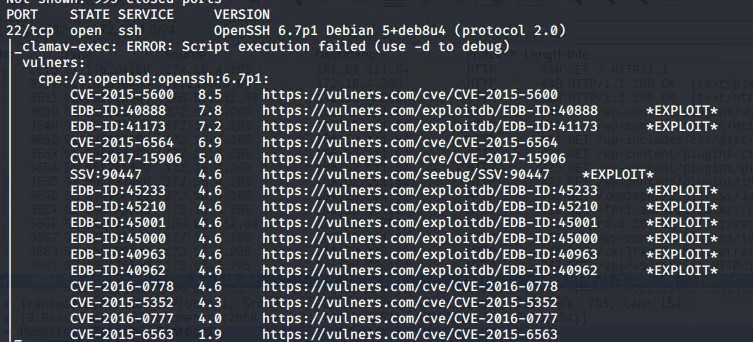 Not shown: 995 closed ports
PORT STATE SERVICE VERSION
22/tcp open ssh OpenSSH 6.7p1 Debian 5+deb8u4 (protocol 2.0)
|_clamav-exec: ERROR: Script execution failed (use -d to debug)
| vulners:
| cpe:/a:openbsd:openssh:6.7p1:
| CVE-2015-5600 8.5 https://vulners.com/cve/CVE-2015-5600
| EDB-ID:40888 7.8 https://vulners.com/exploitdb/EDB-ID:40888 *EXPLOIT*
| EDB-ID:41173 7.2 https://vulners.com/exploitdb/EDB-ID:41173 *EXPLOIT*
| CVE-2015-6564 6.9 https://vulners.com/cve/CVE-2015-6564
| CVE-2017-15906 5.0 https://vulners.com/cve/CVE-2017-15906
| SSV:90447 4.6 https://vulners.com/seebug/SSV:90447 *EXPLOIT*
| EDB-ID:45233 4.6 https://vulners.com/exploitdb/EDB-ID:45233 *EXPLOIT*
| EDB-ID:45210 4.6 https://vulners.com/exploitdb/EDB-ID:45210 *EXPLOIT*
| EDB-ID:45001 4.6 https://vulners.com/exploitdb/EDB-ID:45001 *EXPLOIT*
| EDB-ID:45000 4.6 https://vulners.com/exploitdb/EDB-ID:45000 *EXPLOIT*
| EDB-ID:40963 4.6 https://vulners.com/exploitdb/EDB-ID:40963 *EXPLOIT*
| EDB-ID:40962 4.6 https://vulners.com/exploitdb/EDB-ID:40962 *EXPLOIT*
| CVE-2016-0778 4.6 https://vulners.com/cve/CVE-2016-0778
| CVE-2015-5352 4.3 https://vulners.com/cve/CVE-2015-5352
| CVE-2016-0777 4.0 https://vulners.com/cve/CVE-2016-0777
|_ CVE-2015-6563 1.9 https://vulners.com/cve/CVE-2015-6563